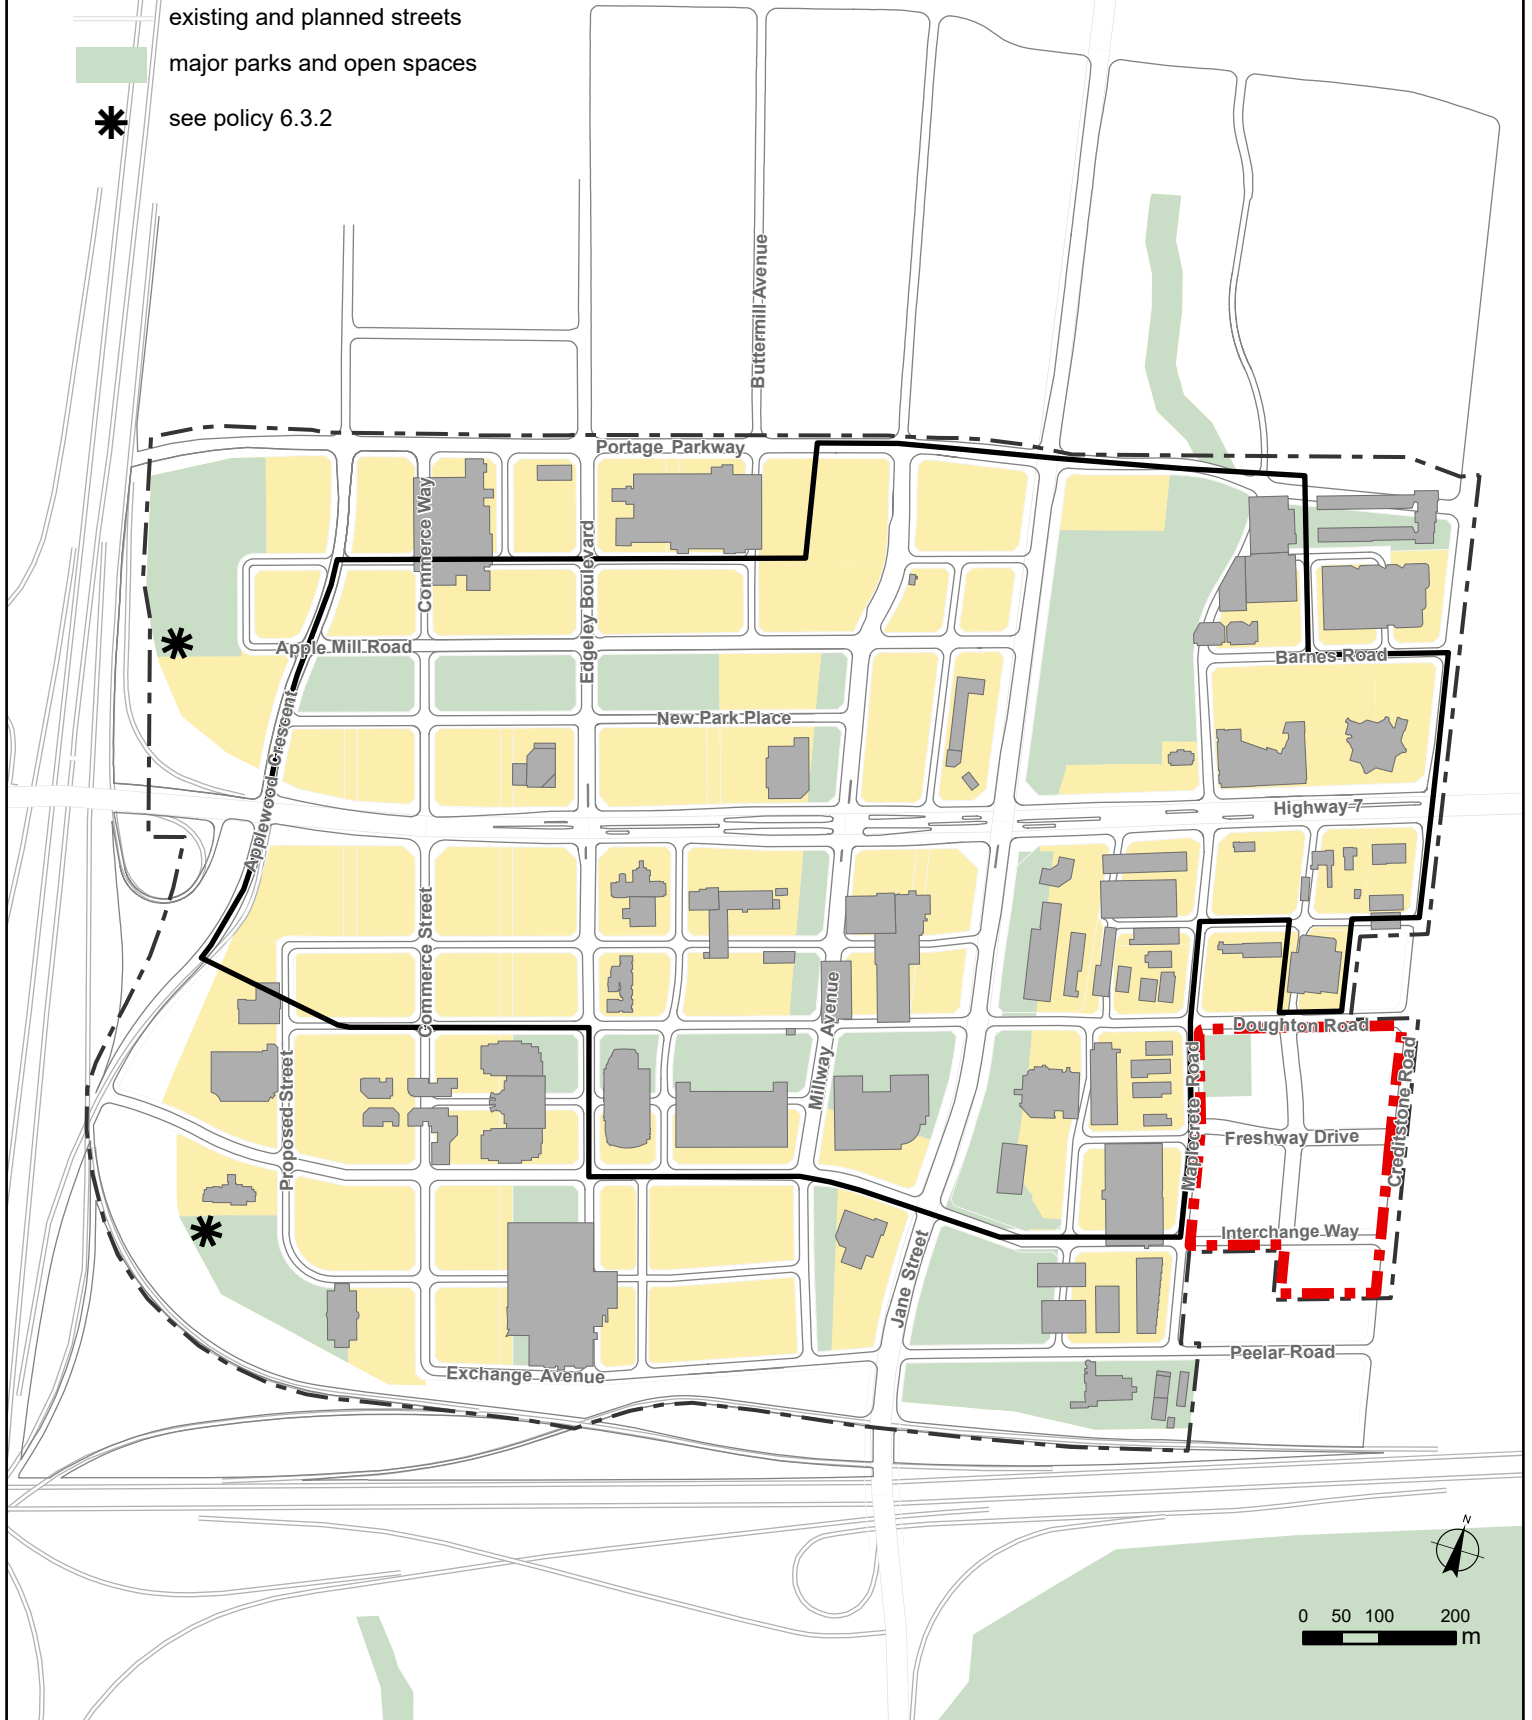 existing and planned streets
major parks and open spaces
see policy 6.3.2
Buttermill Avenue
Portage Parkway
Commerce Way
Edgeley Boulevard
Apple Mill Road
Barnes Road
New Park Place
Applewood Crescent
Highway 7
Commerce Street
Millway Avenue
Doughton Road
Proposed Street
Maplecrete Road
Creditstone Road
Freshway Drive
Interchange Way
Jane Street
Peelar Road
Exchange Avenue
N
0 50 100 200
m